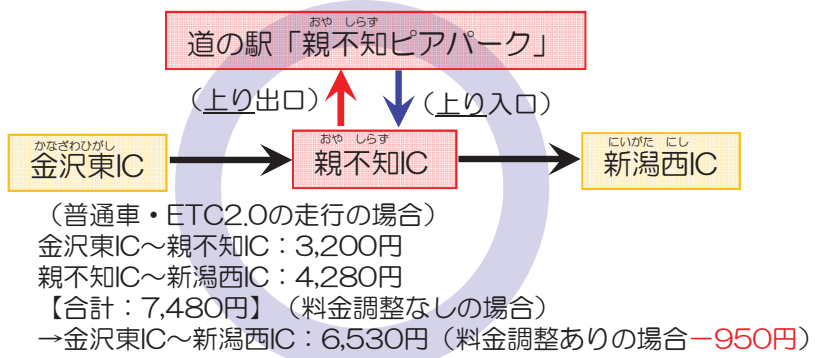 おや しらず
道の駅「親不知ピアパーク」
（上り出口）
（上り入口）
かなざわひがし
金沢東IC
おや しらず
親不知IC
にいがた にし
新潟西IC
（普通車・ETC2.0の走行の場合）
金沢東IC～親不知IC：3,200円
親不知IC～新潟西IC：4,280円
【合計：7,480円】（料金調整なしの場合）
→金沢東IC～新潟西IC：6,530円（料金調整ありの場合－950円）